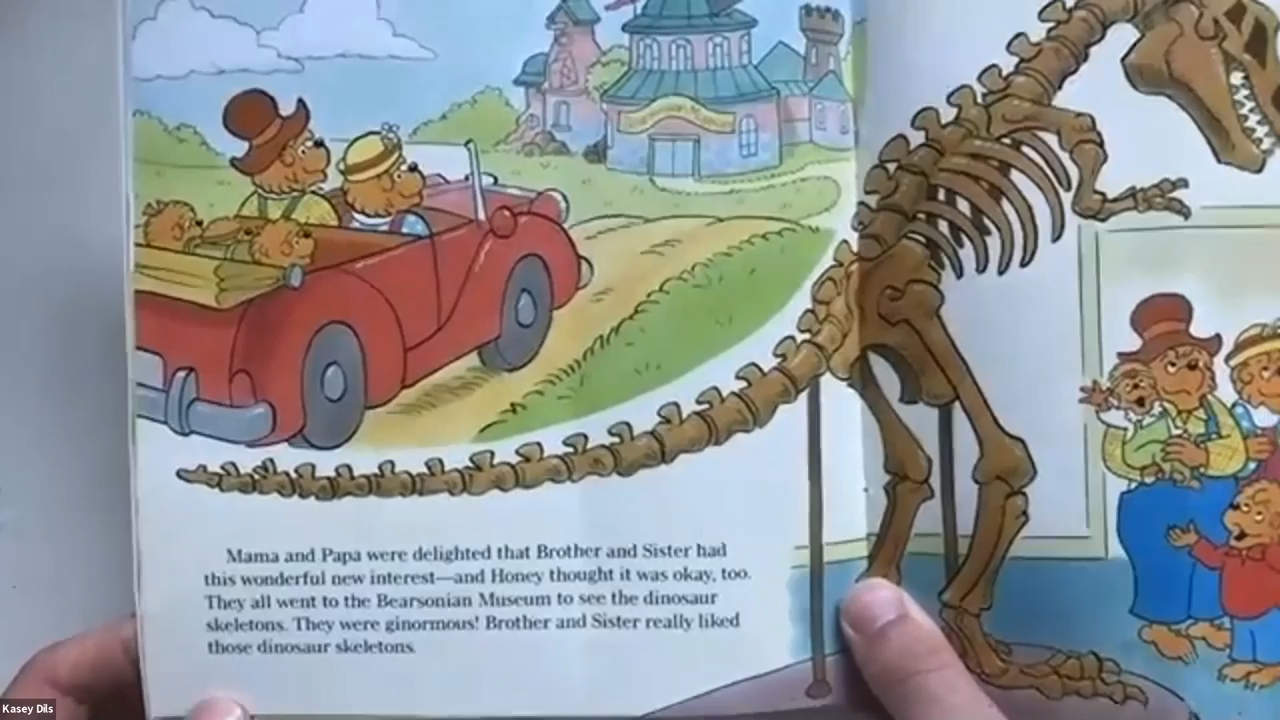 Mama and Papa were delighted that Brother and Sister had
this wonderful new interest—and Honey thought it was okay, too.
They all went to the Bearsonian Museum to see the dinosaur
skeletons. They were ginormous! Brother and Sister really liked
those dinosaur skeletons.
Kasey Dils